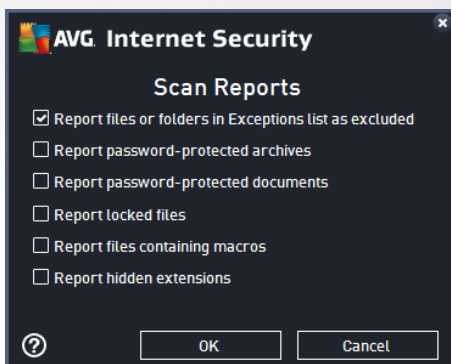 AVG Internet Security
Scan Reports
Report files or folders in Exceptions list as excluded
Report password-protected archives
Report password-protected documents
Report locked files
Report files containing macros
Report hidden extensions
? OK Cancel